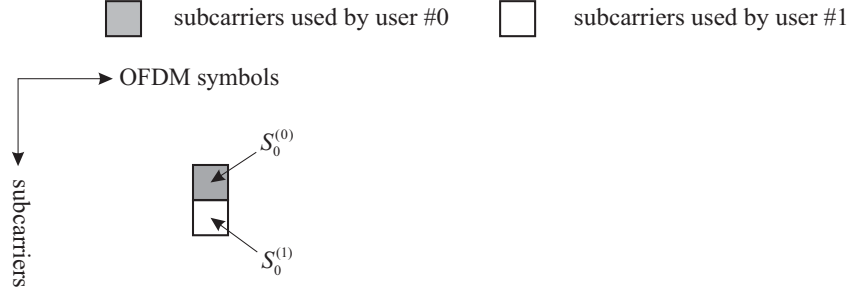 subcarriers used by user #0
subcarriers used by user #1
OFDM symbols
subcarriers
S_0^{(0)}
S_0^{(1)}